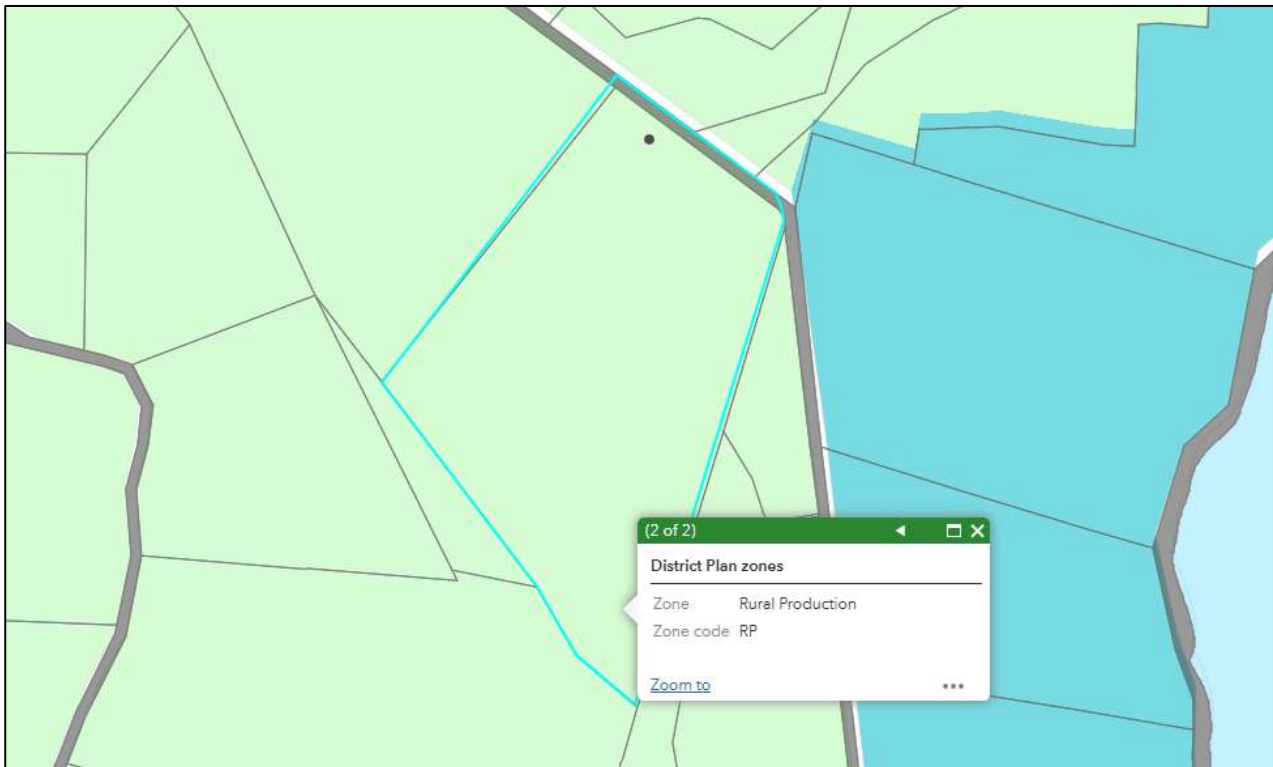 (2 of 2)
District Plan zones
Zone Rural Production
Zone code RP
Zoom to